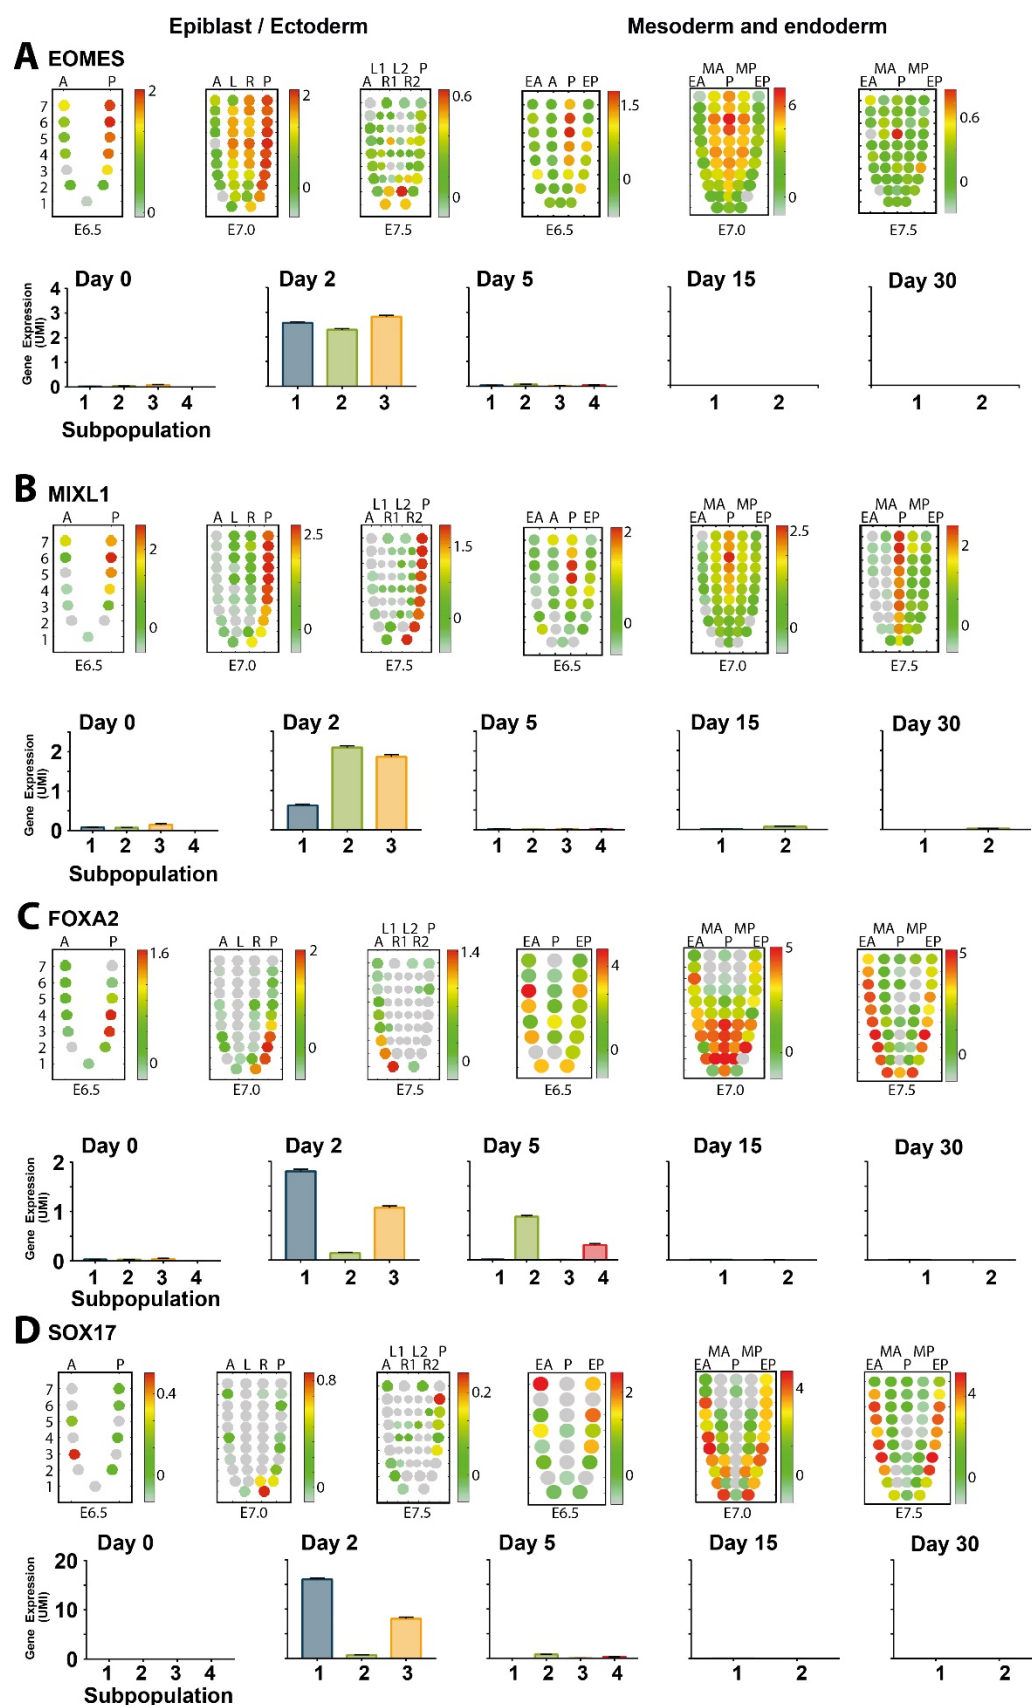 Epiblast / Ectoderm Mesoderm and endoderm
A EOMES
L1 L2 P MA MP MA MP
A P A L R P A R1 R2 EA A P EP EA P EP EA P EP
7 6 5 4 3 2 1
2 0 2 0 0.6 0 1.5 0 6 0 0.6 0
E6.5 E7.0 E7.5 E6.5 E7.0 E7.5
Day 0 Day 2 Day 5 Day 15 Day 30
Gene Expression
(UMI)
4 3 2 1 0
1 2 3 4 1 2 3 1 2 3 4 1 2 1 2
Subpopulation
B MIXL1
L1 L2 P MA MP MA MP
A P A L R P A R1 R2 EA A P EP EA P EP EA P EP
7 6 5 4 3 2 1
2 0 2.5 0 1.5 0 2 0 2.5 0 2 0
E6.5 E7.0 E7.5 E6.5 E7.0 E7.5
Day 0 Day 2 Day 5 Day 15 Day 30
Gene Expression
(UMI)
2 1 0
1 2 3 4 1 2 3 1 2 3 4 1 2 1 2
Subpopulation
C FOXA2
L1 L2 P MA MP MA MP
A P A L R P A R1 R2 EA P EP EA P EP EA P EP
7 6 5 4 3 2 1
1.6 0 2 0 1.4 0 4 0 5 0 5 0
E6.5 E7.0 E7.5 E6.5 E7.0 E7.5
Day 0 Day 2 Day 5 Day 15 Day 30
Gene Expression
(UMI)
2 1 0
1 2 3 4 1 2 3 1 2 3 4 1 2 1 2
Subpopulation
D SOX17
L1 L2 P MA MP MA MP
A P A L R P A R1 R2 EA P EP EA P EP EA P EP
7 6 5 4 3 2 1
0.4 0 0.8 0 0.2 0 2 0 4 0 4 0
E6.5 E7.0 E7.5 E6.5 E7.0 E7.5
Day 0 Day 2 Day 5 Day 15 Day 30
Gene Expression
(UMI)
20 10 0
1 2 3 4 1 2 3 1 2 3 4 1 2 1 2
Subpopulation